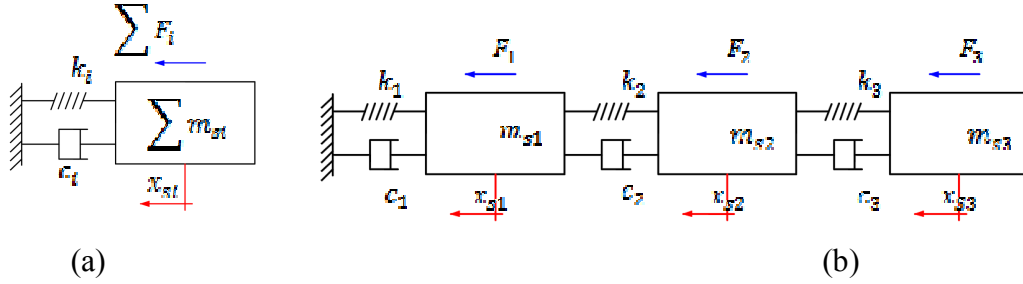 ∑ F_i
k_i
∑ m_si
c_i
x_si
(a)
F_1 F_2 F_3
k_1 k_2 k_3
m_s1 m_s2 m_s3
c_1 x_s1 c_2 x_s2 c_3 x_s3
(b)